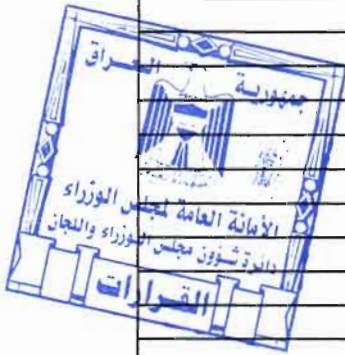 جمهورية العراق
الأمانة العامة لمجلس الوزراء
دائرة شؤون مجلس الوزراء واللجان
القرارات